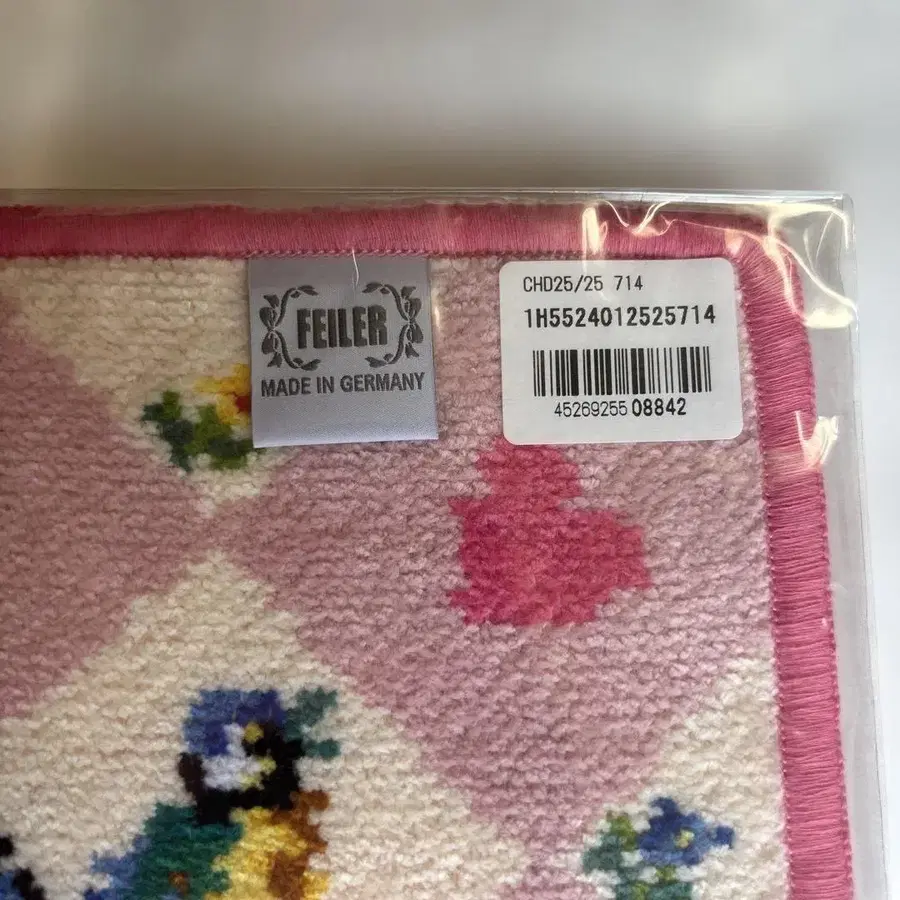 FEILER
MADE IN GERMANY
CHD25/25 714
1H5524012525714
45269255 08842